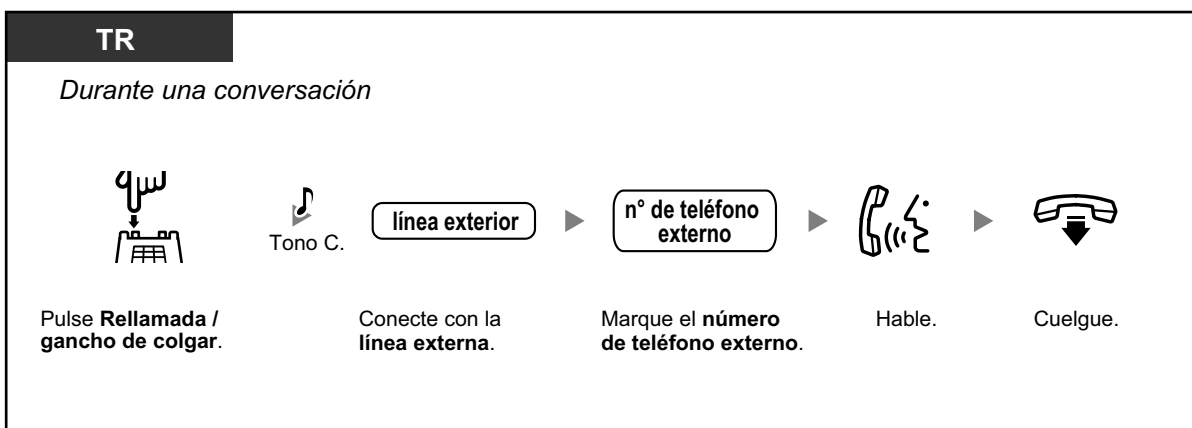 TR
Durante una conversación
Tono C.
línea exterior
n° de teléfono
externo
Pulse Rellamada /
gancho de colgar.
Conecte con la
línea externa.
Marque el número
de teléfono externo.
Hable.
Cuelgue.